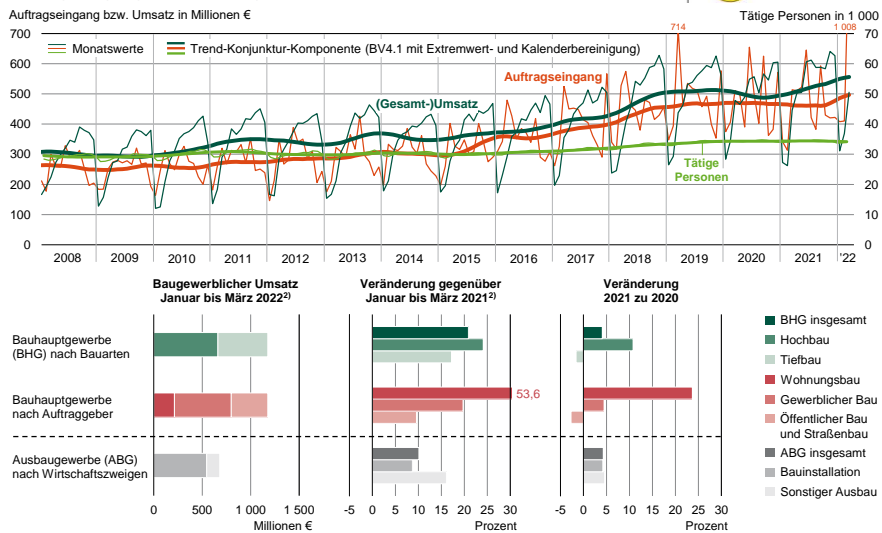 Auftragseingang bzw. Umsatz in Millionen €
Tätige Personen in 1 000
714
1 008
700
600
500
400
300
200
100
0
70
60
50
40
30
20
10
0
Monatswerte
Trend-Konjunktur-Komponente (BV4.1 mit Extremwert- und Kalenderbereinigung)
Auftragseingang
(Gesamt-)Umsatz
Tätige
Personen
2008 2009 2010 2011 2012 2013 2014 2015 2016 2017 2018 2019 2020 2021 '22
Baugewerblicher Umsatz
Januar bis März 2022²⁾
Veränderung gegenüber
Januar bis März 2021²⁾
Veränderung
2021 zu 2020
Bauhauptgewerbe
(BHG) nach Bauarten
Bauhauptgewerbe
nach Auftraggeber
53,6
Ausbaugewerbe (ABG)
nach Wirtschaftszweigen
0 500 1 000 1 500
Millionen €
-5 0 5 10 15 20 25 30
Prozent
-5 0 5 10 15 20 25 30
Prozent
BHG insgesamt
Hochbau
Tiefbau
Wohnungsbau
Gewerblicher Bau
Öffentlicher Bau
und Straßenbau
ABG insgesamt
Bauinstallation
Sonstiger Ausbau